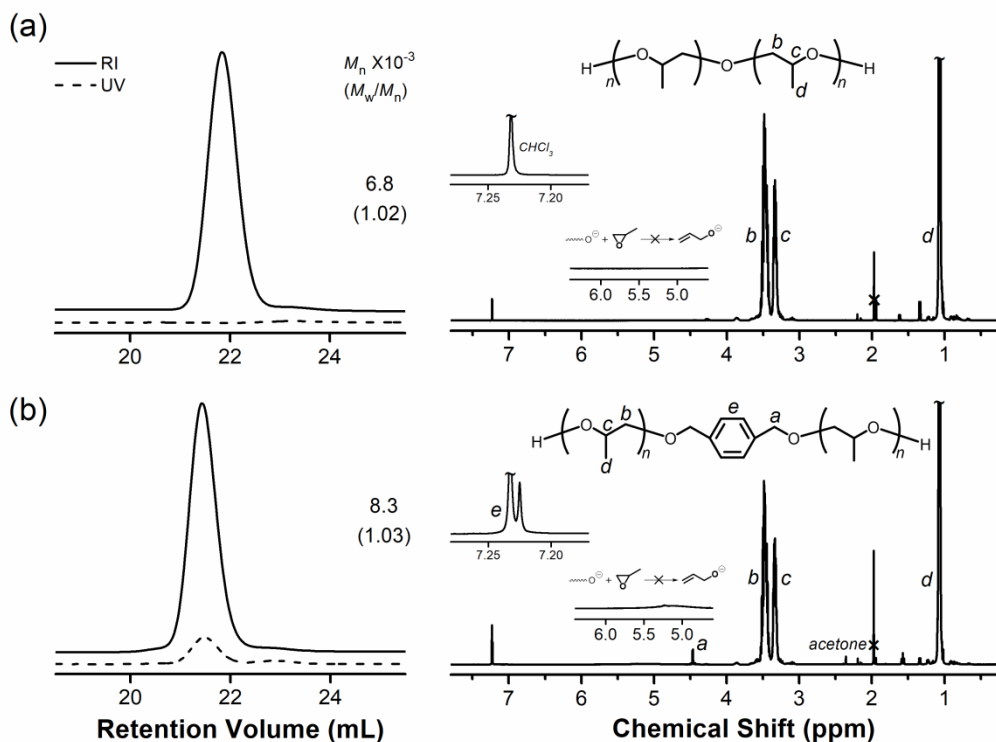 (a)
RI
UV
M_n X10^-3
(M_w/M_n)
6.8
(1.02)
20 22 24
H n O O b c O n H
d
CHCl_3
7.25 7.20
O^⊖ + O O^⊖
6.0 5.5 5.0
b c d
7 6 5 4 3 2 1
(b)
8.3
(1.03)
20 22 24
Retention Volume (mL)
H O c b n O e a O O n H
d
e
7.25 7.20
O^⊖ + O O^⊖
6.0 5.5 5.0
a b c acetone d
7 6 5 4 3 2 1
Chemical Shift (ppm)